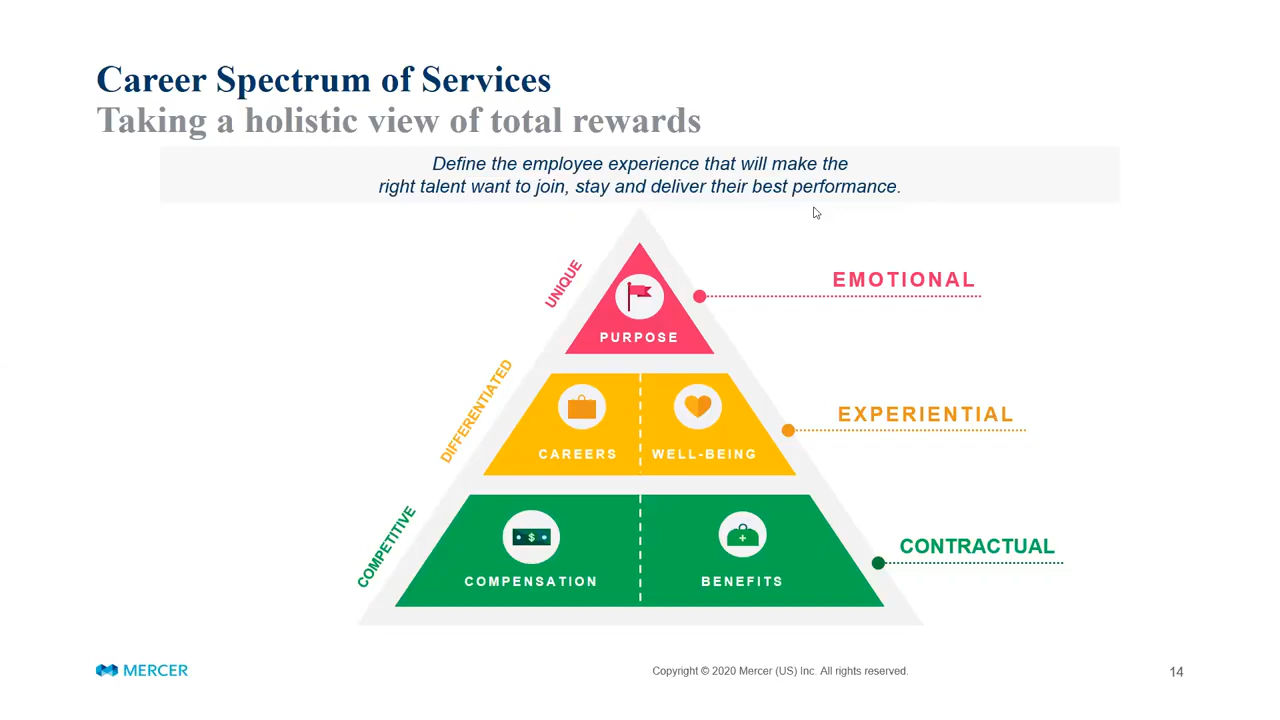 Career Spectrum of Services
Taking a holistic view of total rewards
Define the employee experience that will make the
right talent want to join, stay and deliver their best performance.
UNIQUE
EMOTIONAL
PURPOSE
DIFFERENTIATED
EXPERIENTIAL
CAREERS
WELL-BEING
COMPETITIVE
CONTRACTUAL
$
COMPENSATION
BENEFITS
MERCER
Copyright © 2020 Mercer (US) Inc. All rights reserved.
14